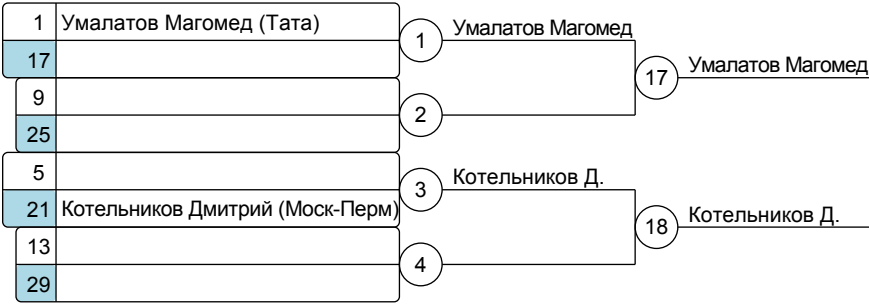 1 Умалатов Магомед (Тата)
17
1 Умалатов Магомед
17 Умалатов Магомед
9
25
2
5
21 Котельников Дмитрий (Моск-Перм)
3 Котельников Д.
18 Котельников Д.
13
29
4